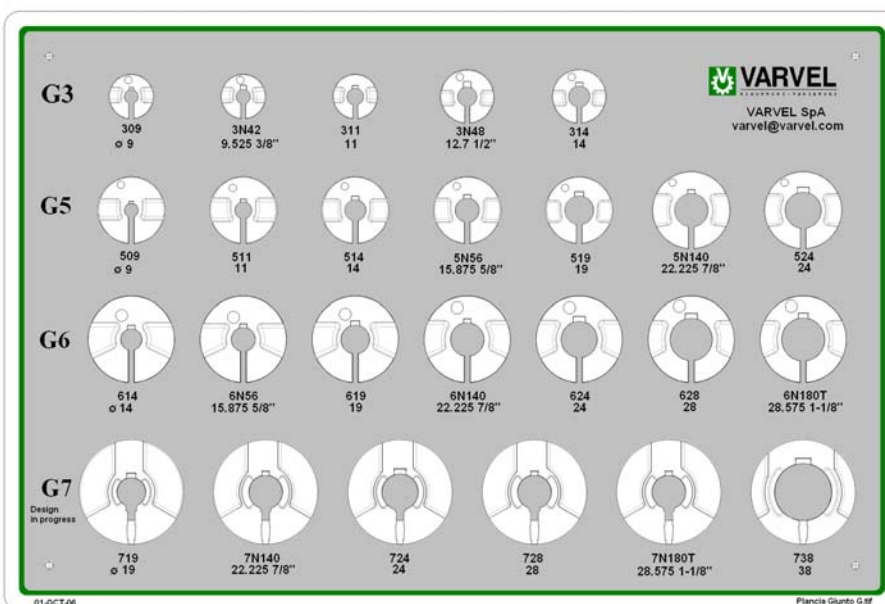 G3
VARVEL
VARVEL SpA
varvel@varvel.com
309 3N42 311 3N48 314
ø 9 9.525 3/8" 11 12.7 1/2" 14
G5
509 511 514 5N56 519 5N140 524
ø 9 11 14 15.875 5/8" 19 22.225 7/8" 24
G6
614 6N56 619 6N140 624 628 6N180T
ø 14 15.875 5/8" 19 22.225 7/8" 24 28 28.575 1-1/8"
G7
Design
in progress
719 7N140 724 728 7N180T 738
ø 19 22.225 7/8" 24 28 28.575 1-1/8" 38
01-OCT-06 Plancia Giunto G.tif